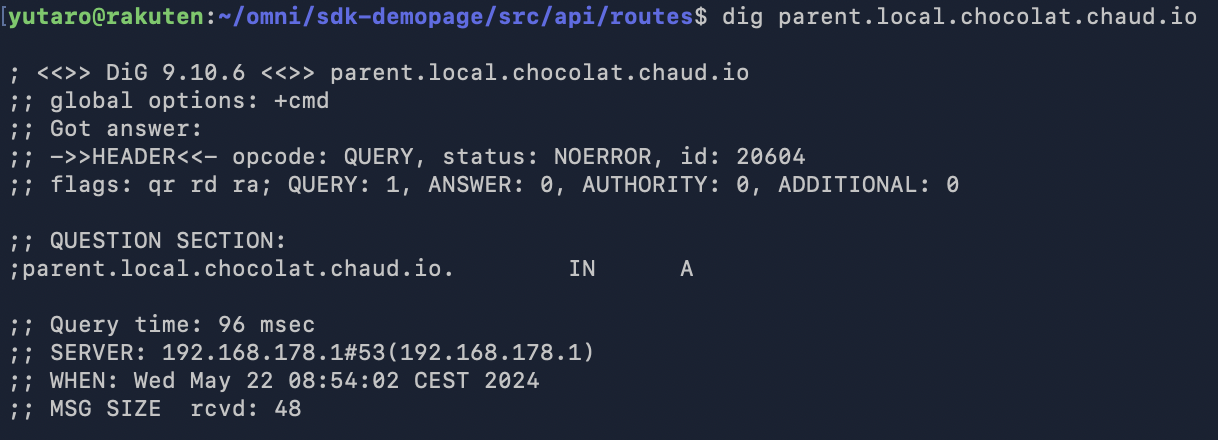 [yutaro@rakuten:~/omni/sdk-demopage/src/api/routes$ dig parent.local.chocolat.chaud.io
; <<>> DiG 9.10.6 <<>> parent.local.chocolat.chaud.io
;; global options: +cmd
;; Got answer:
;; ->>HEADER<<- opcode: QUERY, status: NOERROR, id: 20604
;; flags: qr rd ra; QUERY: 1, ANSWER: 0, AUTHORITY: 0, ADDITIONAL: 0
;; QUESTION SECTION:
;parent.local.chocolat.chaud.io. IN A
;; Query time: 96 msec
;; SERVER: 192.168.178.1#53(192.168.178.1)
;; WHEN: Wed May 22 08:54:02 CEST 2024
;; MSG SIZE rcvd: 48